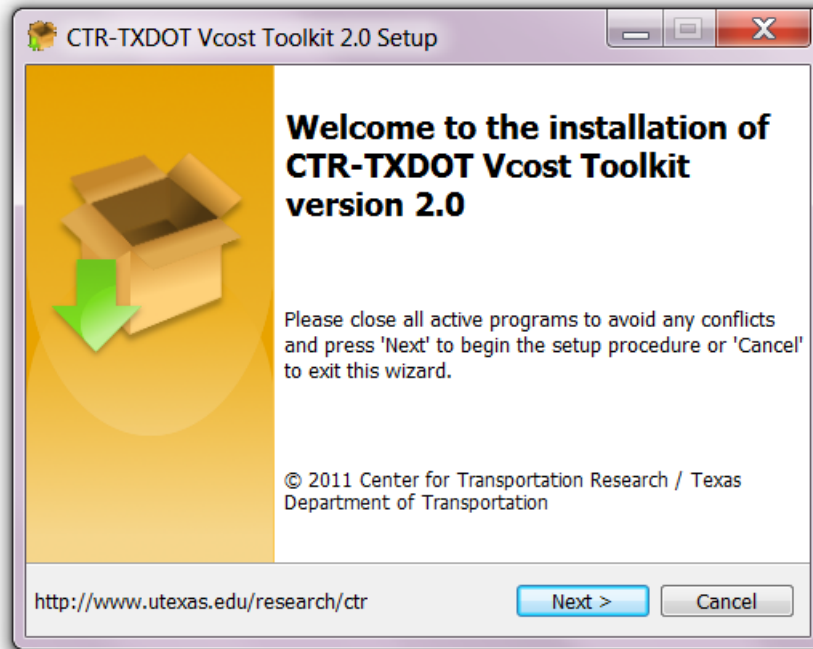 CTR-TXDOT Vcost Toolkit 2.0 Setup
Welcome to the installation of
CTR-TXDOT Vcost Toolkit
version 2.0
Please close all active programs to avoid any conflicts
and press 'Next' to begin the setup procedure or 'Cancel'
to exit this wizard.
© 2011 Center for Transportation Research / Texas
Department of Transportation
http://www.utexas.edu/research/ctr
Next >
Cancel